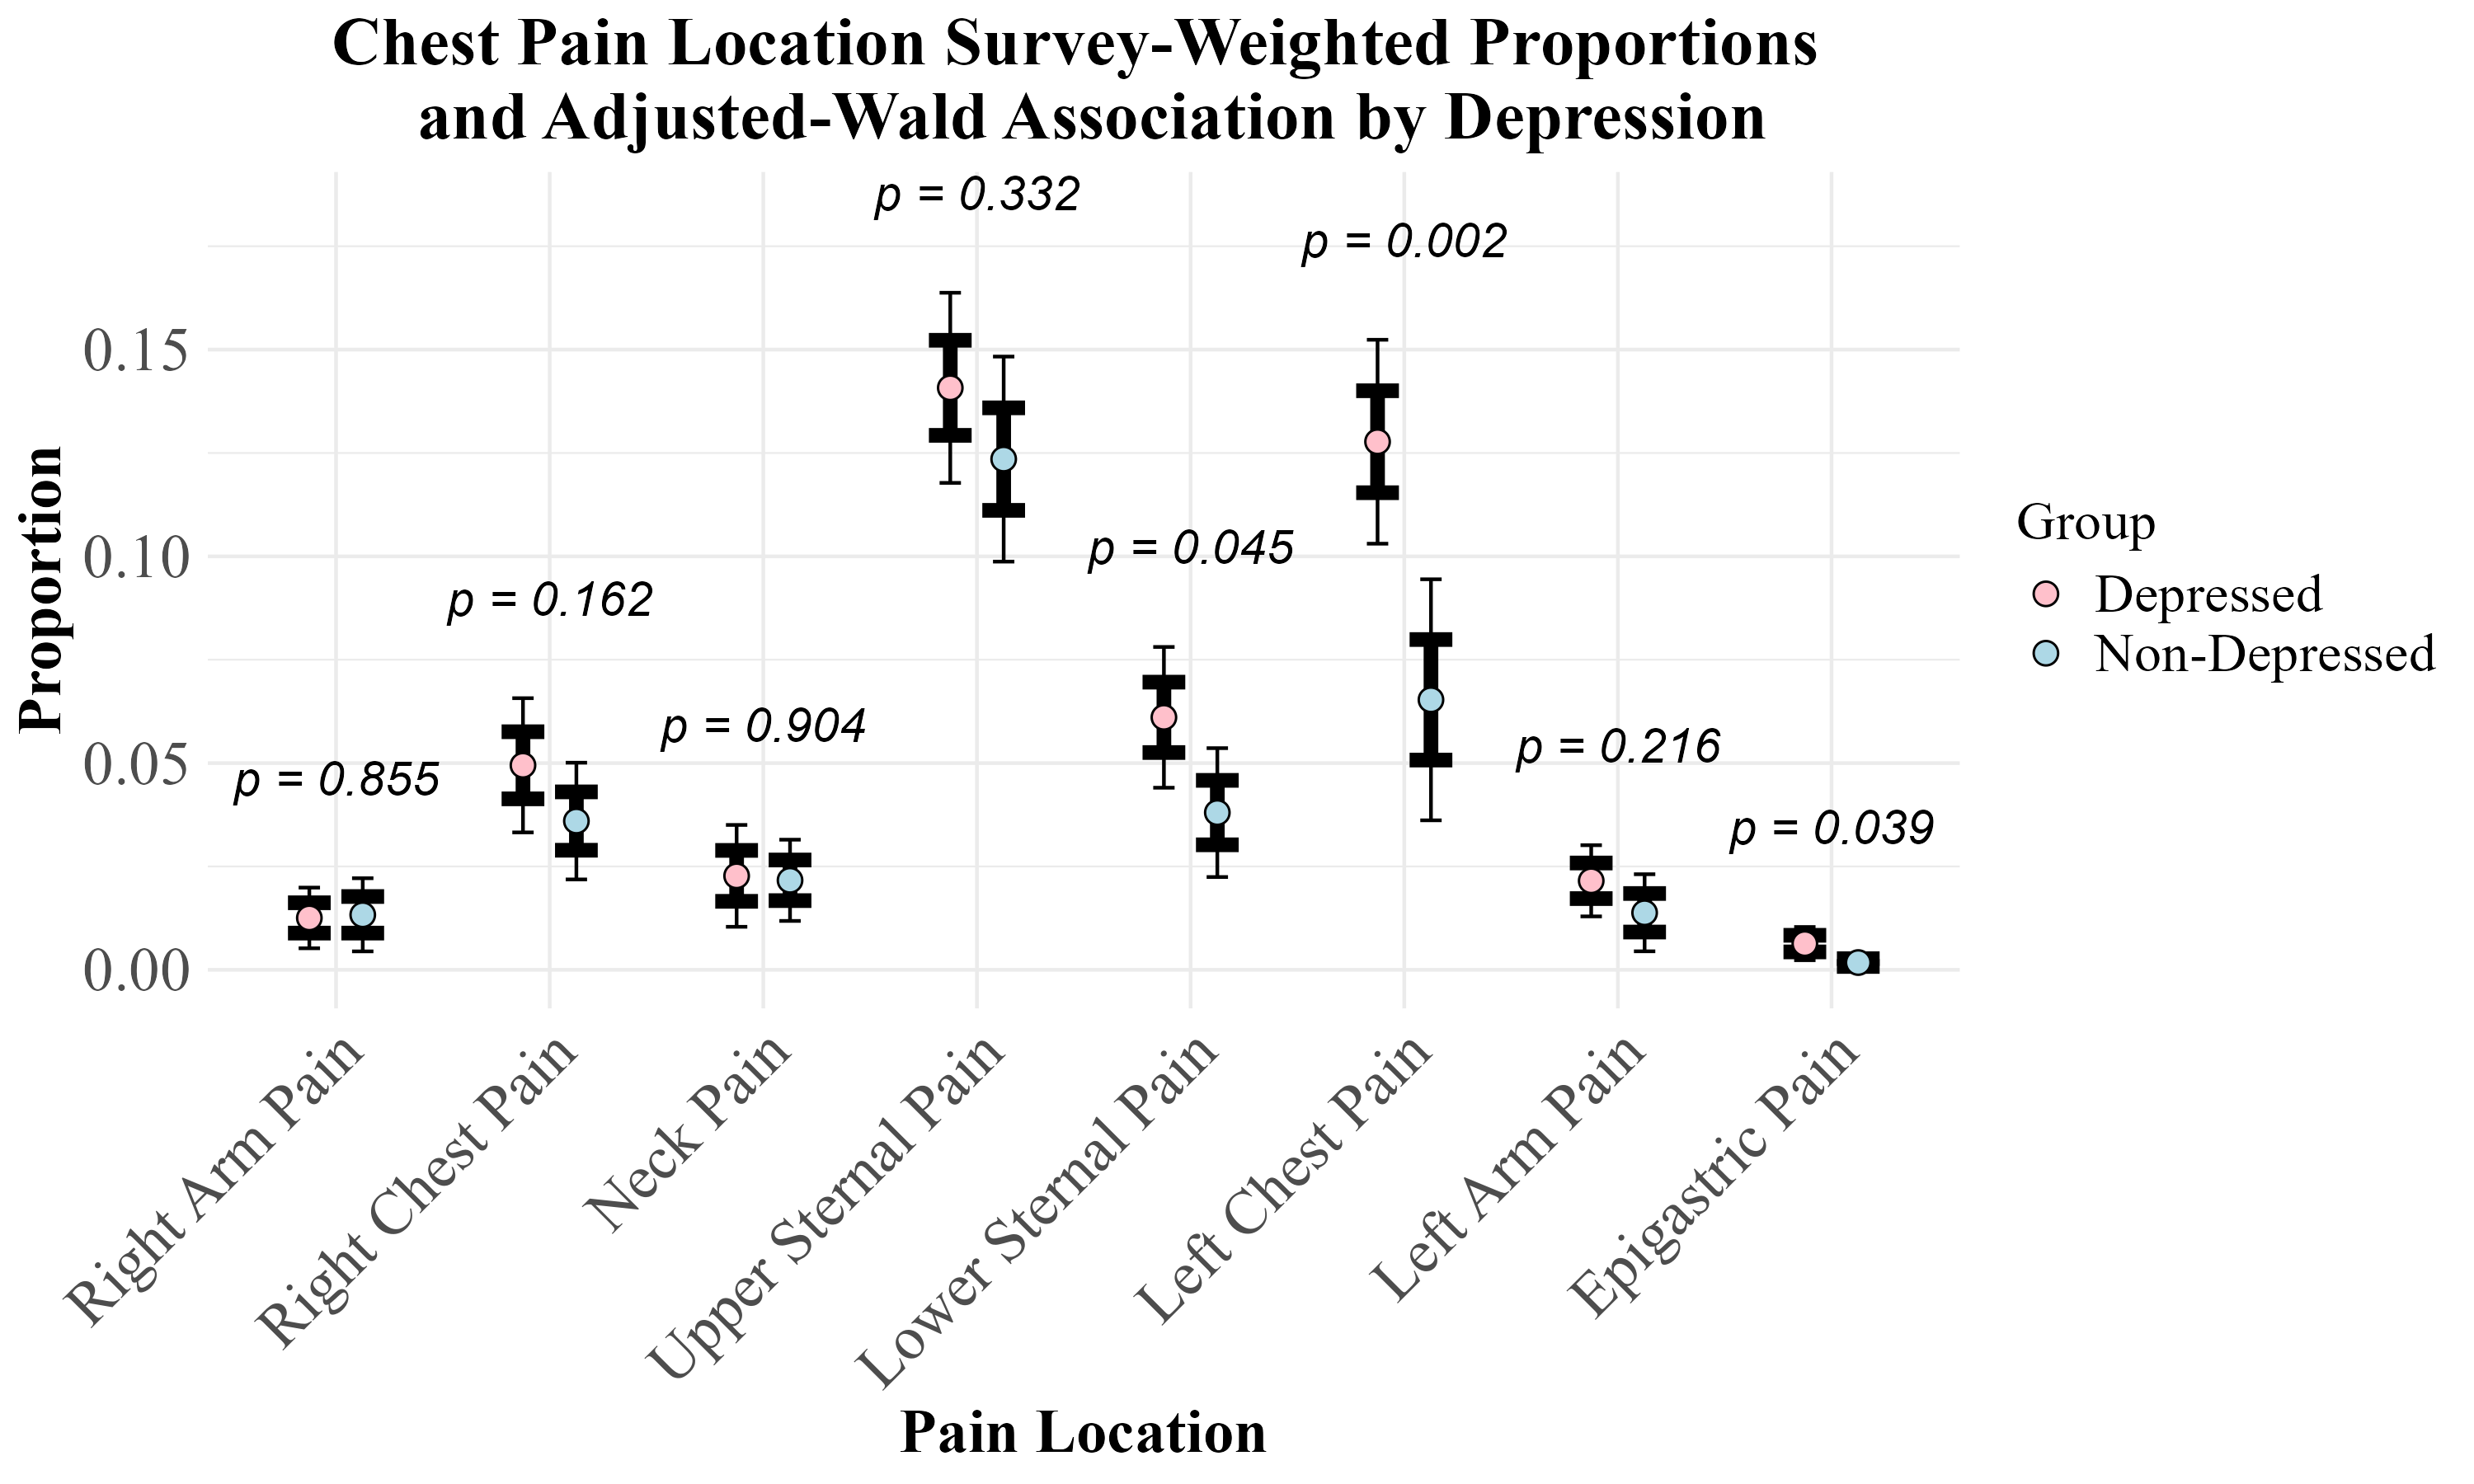 Chest Pain Location Survey-Weighted Proportions
and Adjusted-Wald Association by Depression
p = 0.332
p = 0.002
0.15
p = 0.045
0.10
p = 0.162
p = 0.904
p = 0.216
0.05
p = 0.855
p = 0.039
0.00
Proportion
Group
Depressed
Non-Depressed
Right Arm Pain
Right Chest Pain
Neck Pain
Upper Sternal Pain
Lower Sternal Pain
Left Chest Pain
Left Arm Pain
Epigastric Pain
Pain Location